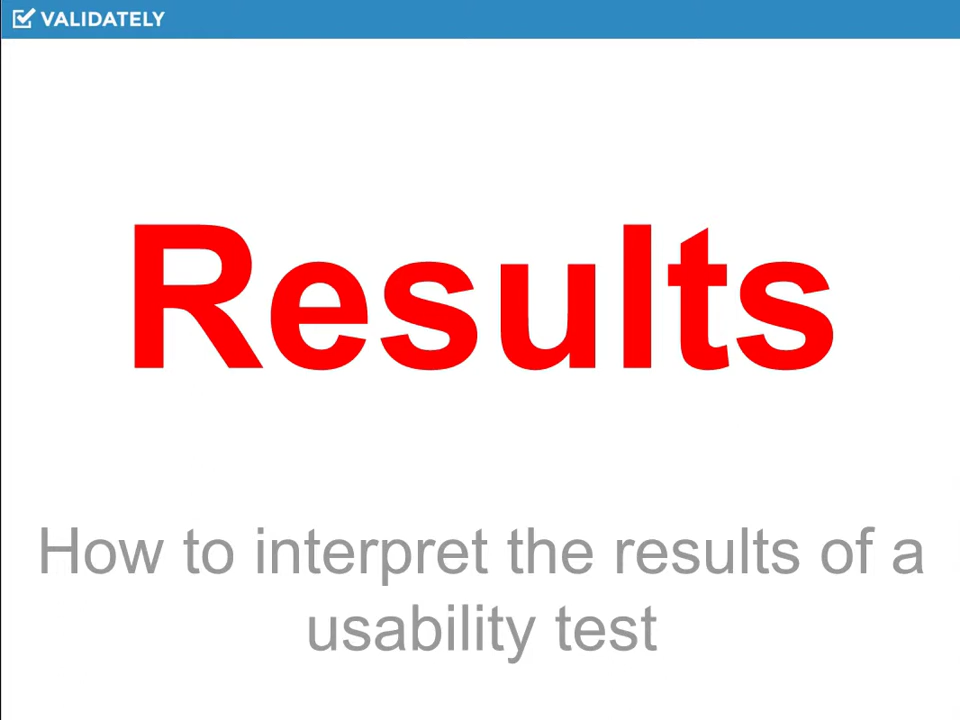 VALIDATELY
Results
How to interpret the results of a
usability test